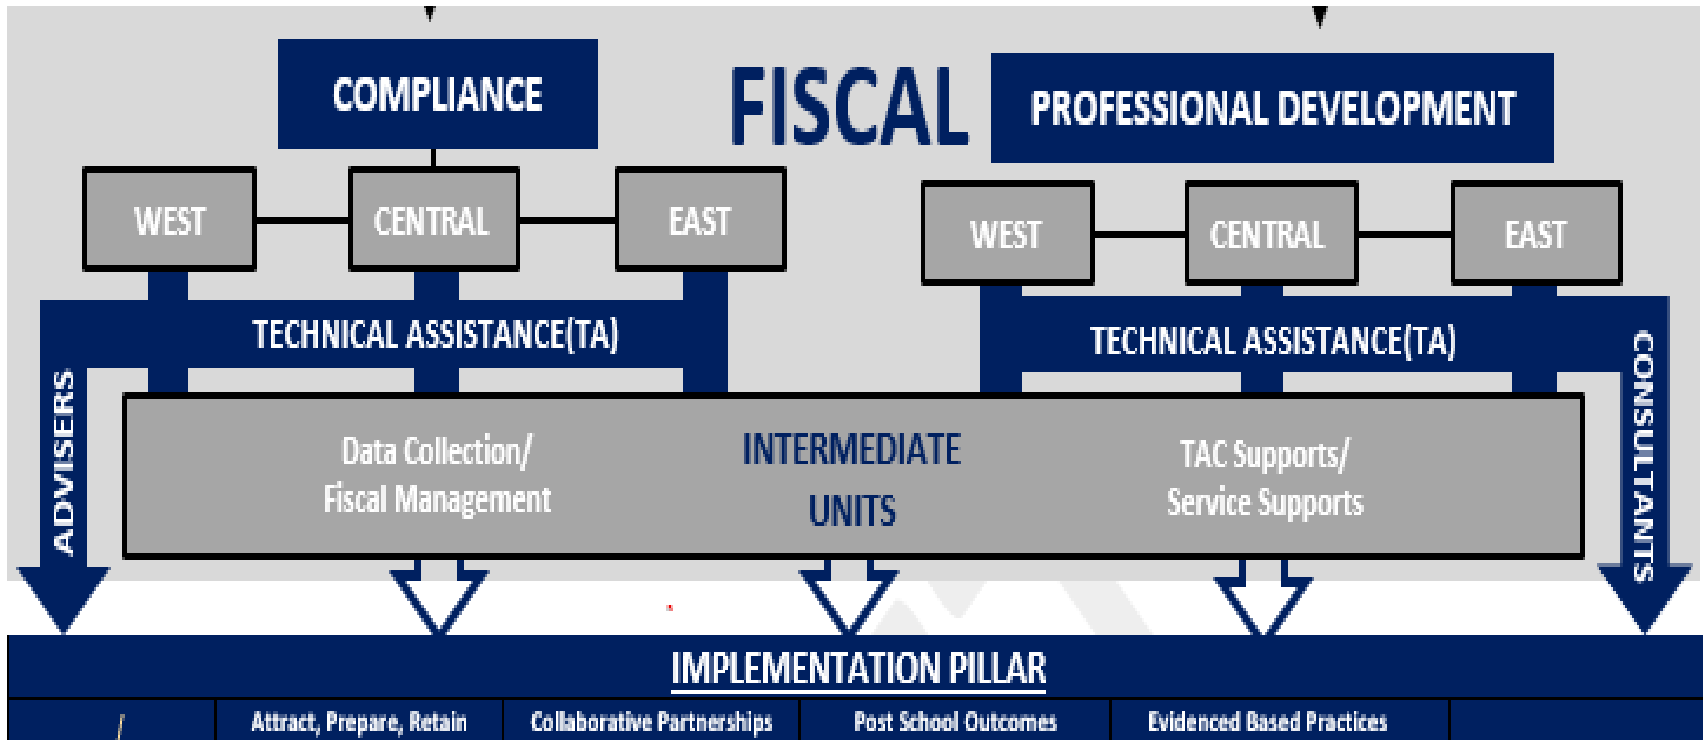 COMPLIANCE
FISCAL
PROFESSIONAL DEVELOPMENT
WEST
CENTRAL
EAST
WEST
CENTRAL
EAST
TECHNICAL ASSISTANCE(TA)
TECHNICAL ASSISTANCE(TA)
ADVISERS
CONSULTANTS
Data Collection/
Fiscal Management
INTERMEDIATE
UNITS
TAC Supports/
Service Supports
IMPLEMENTATION PILLAR
Attract, Prepare, Retain
Collaborative Partnerships
Post School Outcomes
Evidenced Based Practices